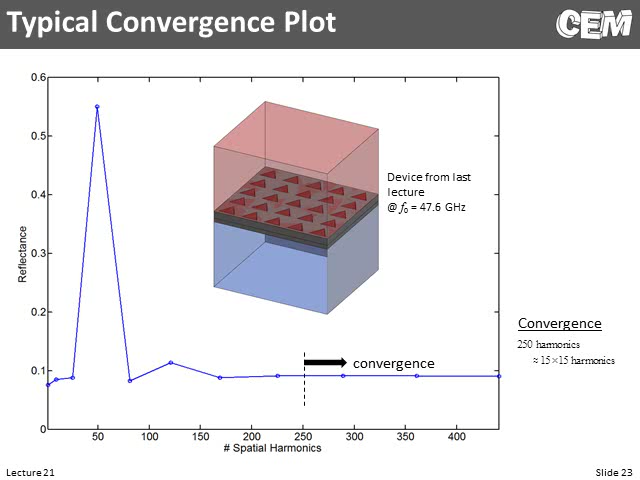 Typical Convergence Plot
CEM
0.6
0.5
0.4
0.3
0.2
0.1
0
Reflectance
Device from last
lecture
@ f₀ = 47.6 GHz
convergence
50
100
150
200
250
300
350
400
# Spatial Harmonics
Convergence
250 harmonics
≈ 15×15 harmonics
Lecture 21
Slide 23